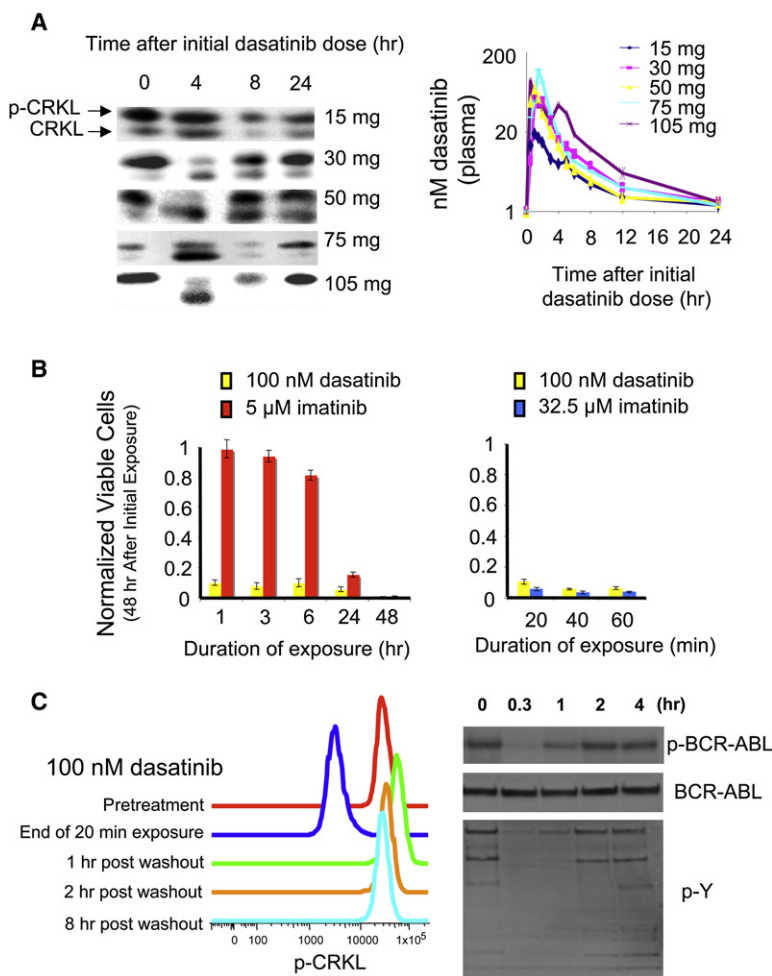 A
Time after initial dasatinib dose (hr)
0 4 8 24
p-CRKL
CRKL
15 mg
30 mg
50 mg
75 mg
105 mg
200
20
1
nM dasatinib
(plasma)
15 mg
30 mg
50 mg
75 mg
105 mg
0 4 8 12 16 20 24
Time after initial
dasatinib dose (hr)
B
100 nM dasatinib
5 µM imatinib
Normalized Viable Cells
(48 hr After Initial Exposure)
1
0.8
0.6
0.4
0.2
0
1 3 6 24 48
Duration of exposure (hr)
100 nM dasatinib
32.5 µM imatinib
1
0.8
0.6
0.4
0.2
0
20 40 60
Duration of exposure (min)
C
100 nM dasatinib
Pretreatment
End of 20 min exposure
1 hr post washout
2 hr post washout
8 hr post washout
0 100 1000 10000 1x10⁵
p-CRKL
0 0.3 1 2 4 (hr)
p-BCR-ABL
BCR-ABL
p-Y